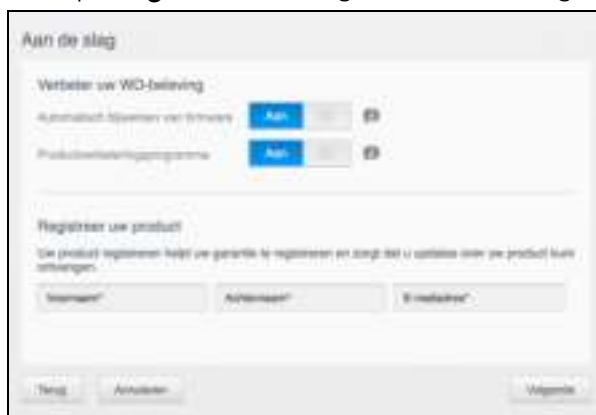 Aan de slag
Verbeter uw WD-beleving
Automatisch bijwerken van firmware
Aan
Productverbeteringsprogramma
Aan
Registreer uw product
Uw product registreren helpt uw garantie te registreren en zorgt dat u updates over uw product kunt
ontvangen.
Voornaam* Achternaam* E-mailadres*
Terug Annuleren Volgende